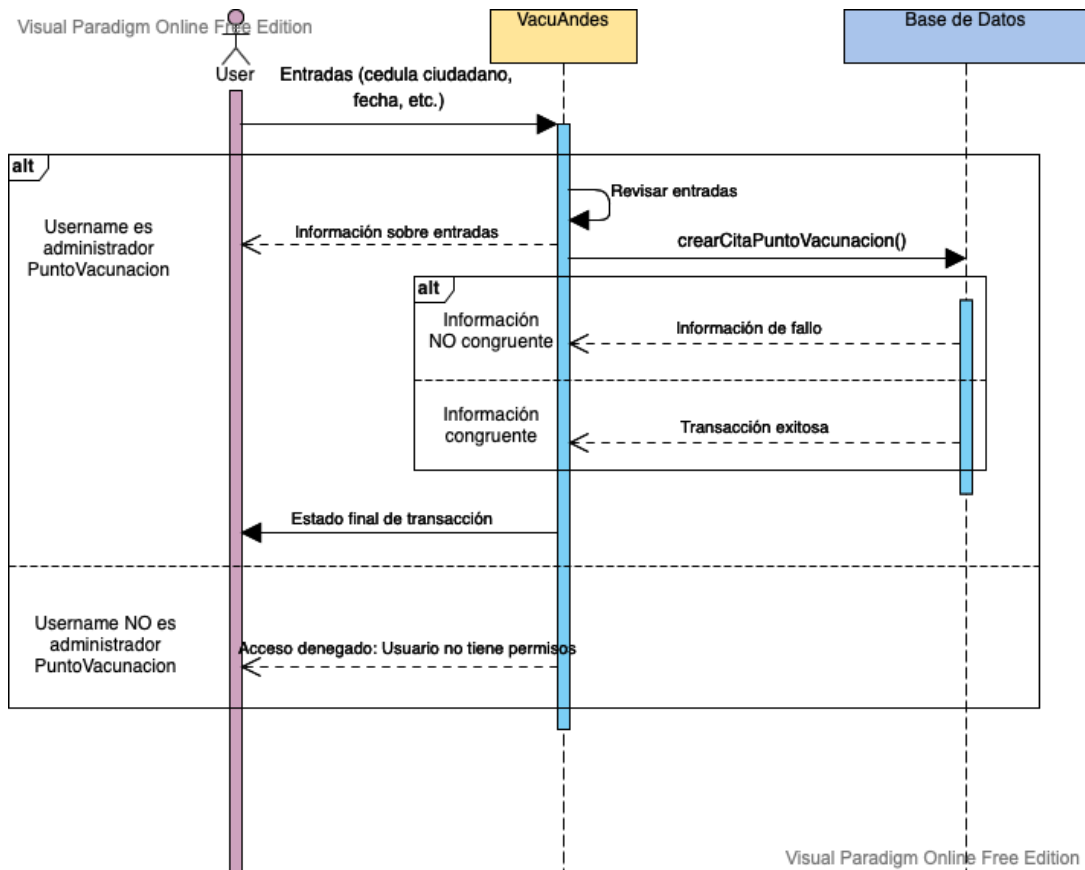 Visual Paradigm Online Free Edition
VacuAndes
Base de Datos
User
Entradas (cedula ciudadano,
fecha, etc.)
alt
Revisar entradas
Username es
administrador
PuntoVacunacion
Información sobre entradas
crearCitaPuntoVacunacion()
alt
Información
NO congruente
Información de fallo
Información
congruente
Transacción exitosa
Estado final de transacción
Username NO es
administrador
PuntoVacunacion
Acceso denegado: Usuario no tiene permisos
Visual Paradigm Online Free Edition